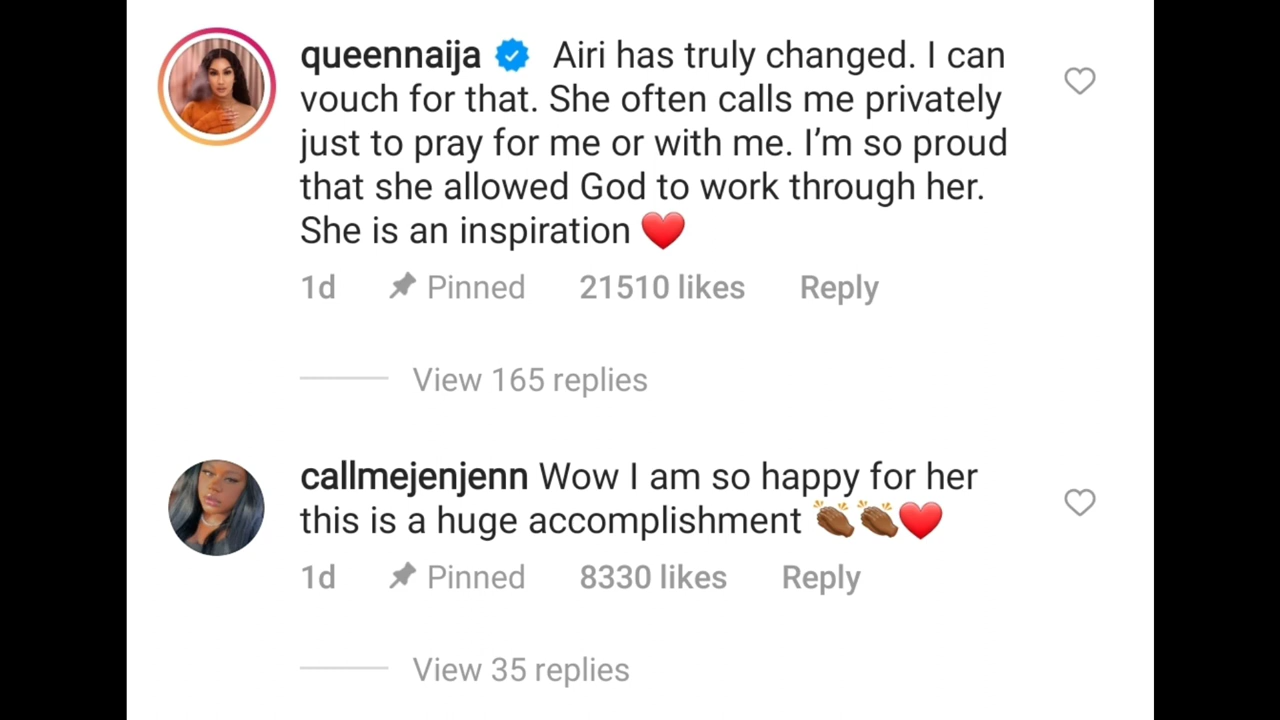 queennaija Airi has truly changed. I can
vouch for that. She often calls me privately
just to pray for me or with me. I’m so proud
that she allowed God to work through her.
She is an inspiration ❤️
1d Pinned 21510 likes Reply
View 165 replies
callmejenjenn Wow I am so happy for her
this is a huge accomplishment 👏🏾👏🏾❤️
1d Pinned 8330 likes Reply
View 35 replies